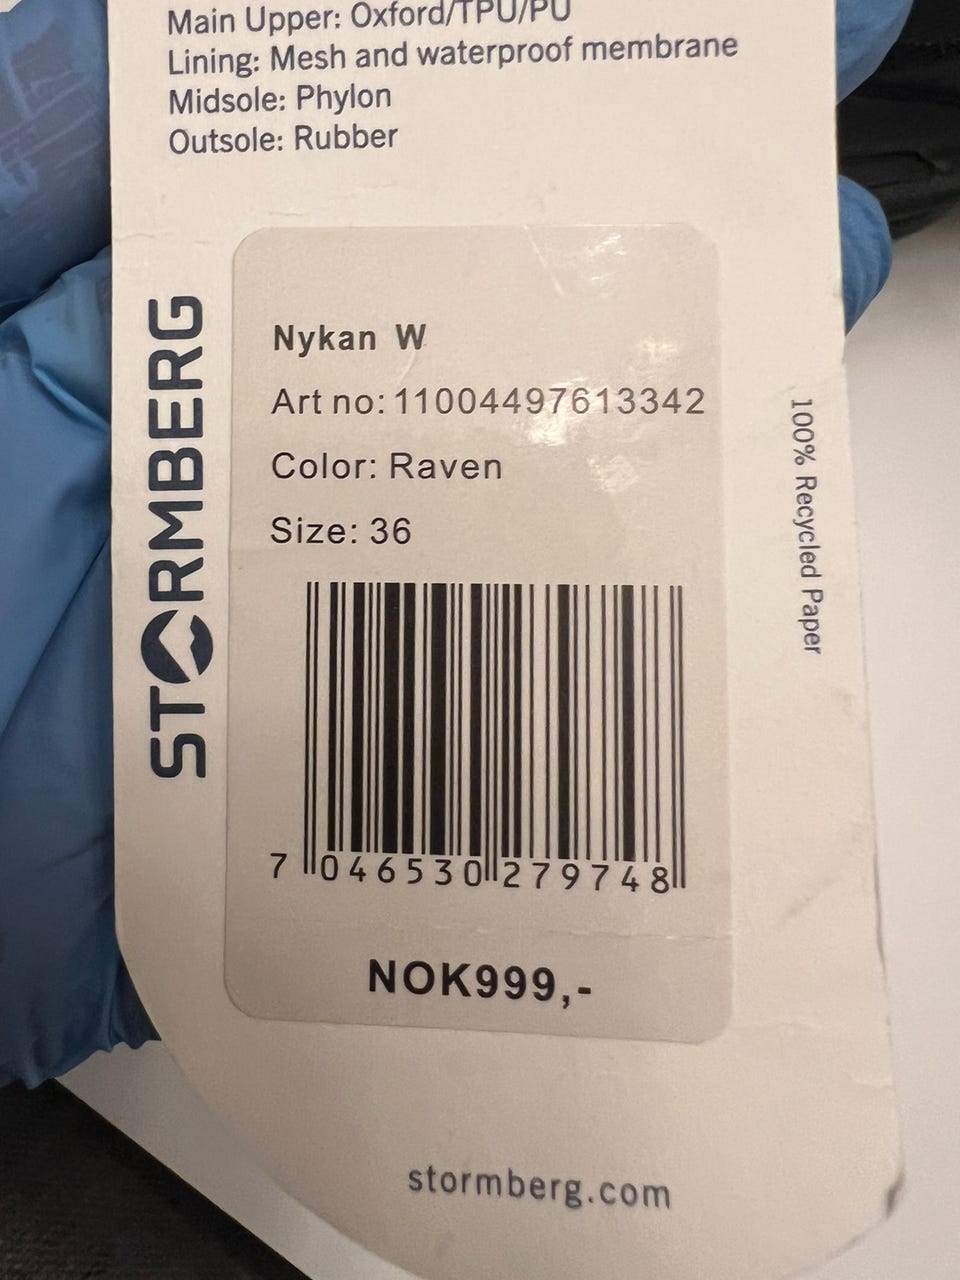 Main Upper: Oxford/TPU/PU
Lining: Mesh and waterproof membrane
Midsole: Phylon
Outsole: Rubber
STORMBERG
Nykan W
Art no: 11004497613342
Color: Raven
Size: 36
7 046530 279748
NOK999,-
100% Recycled Paper
stormberg.com